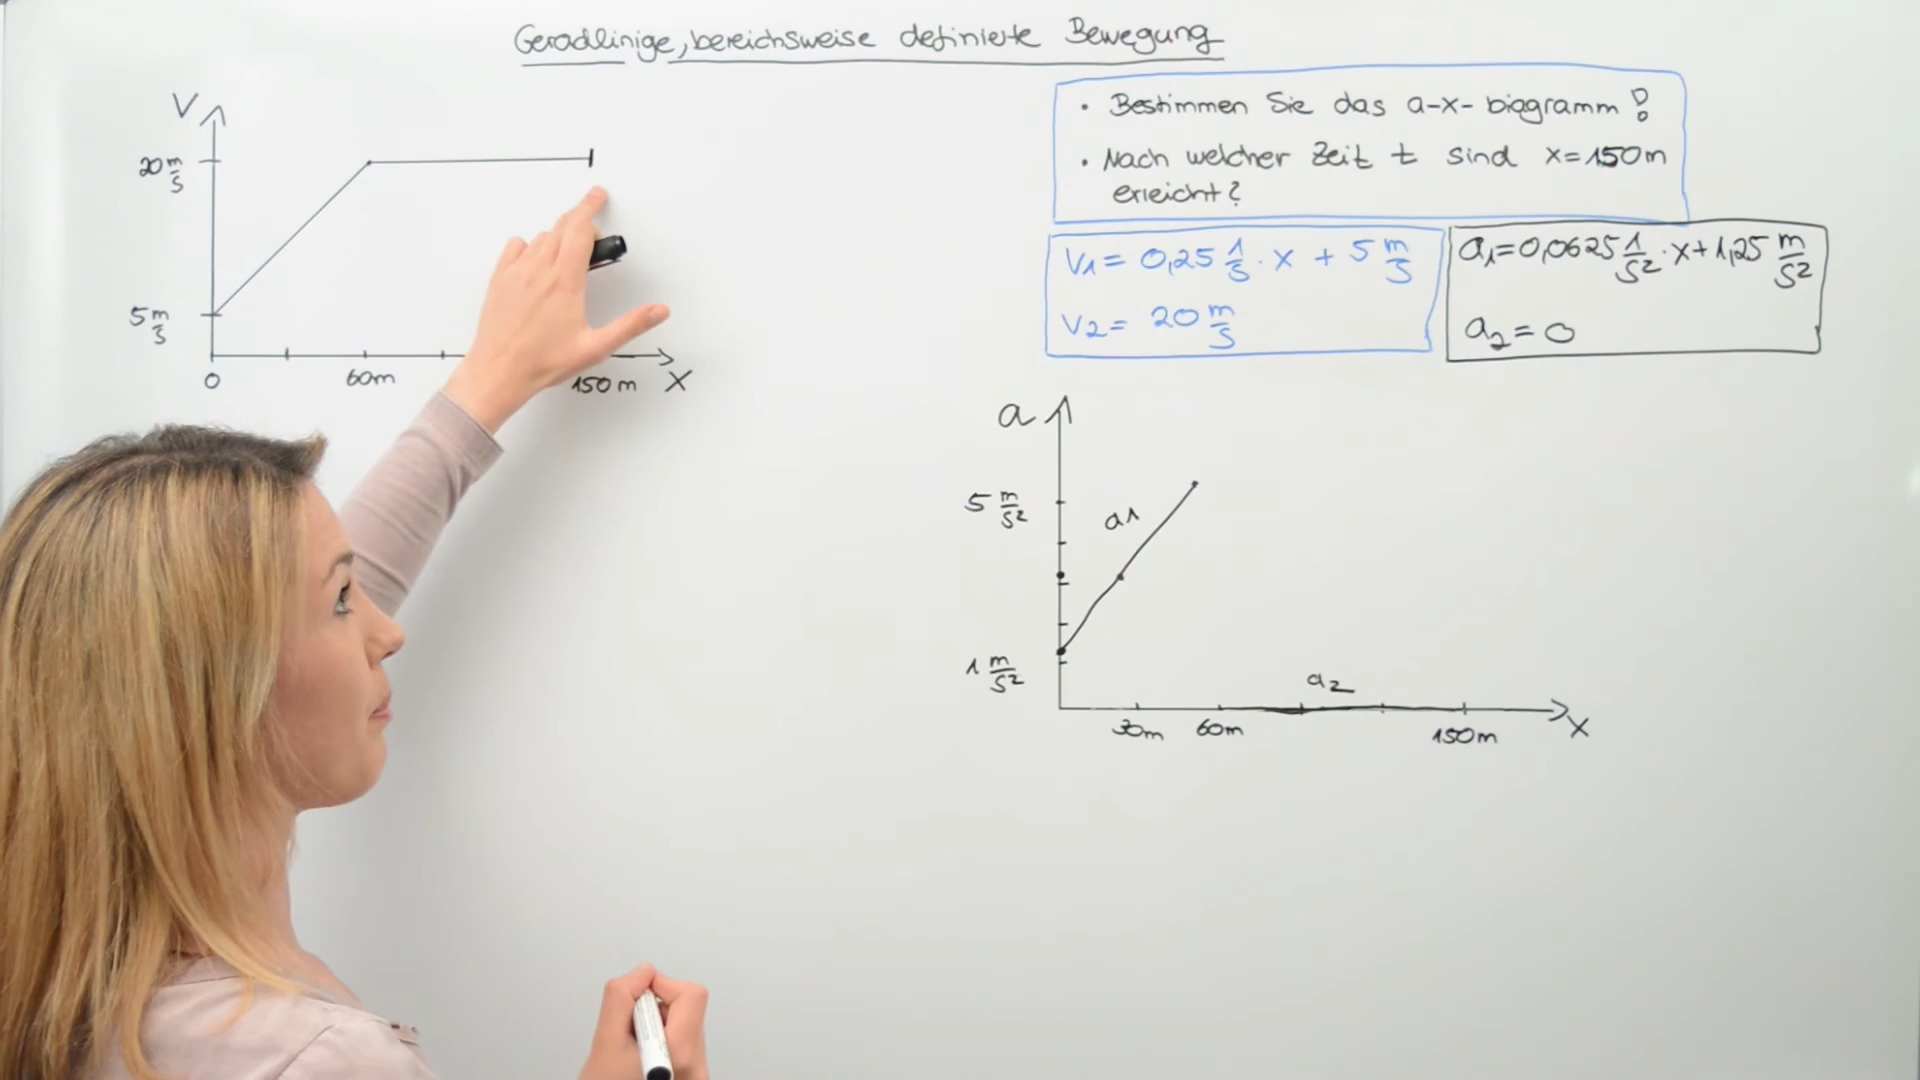 Geradlinige, bereichsweise definierte Bewegung
V
20 m/s
5 m/s
0
60m
150 m
X
• Bestimmen Sie das a-x-Diagramm!
• Nach welcher Zeit t sind x=150m
erreicht?
V1 = 0,25 1/s · x + 5 m/s
V2 = 20 m/s
a1=0,0625 1/s² · x+1,25 m/s²
a2 = 0
a
5 m/s²
a1
1 m/s²
a2
30m
60m
150m
X